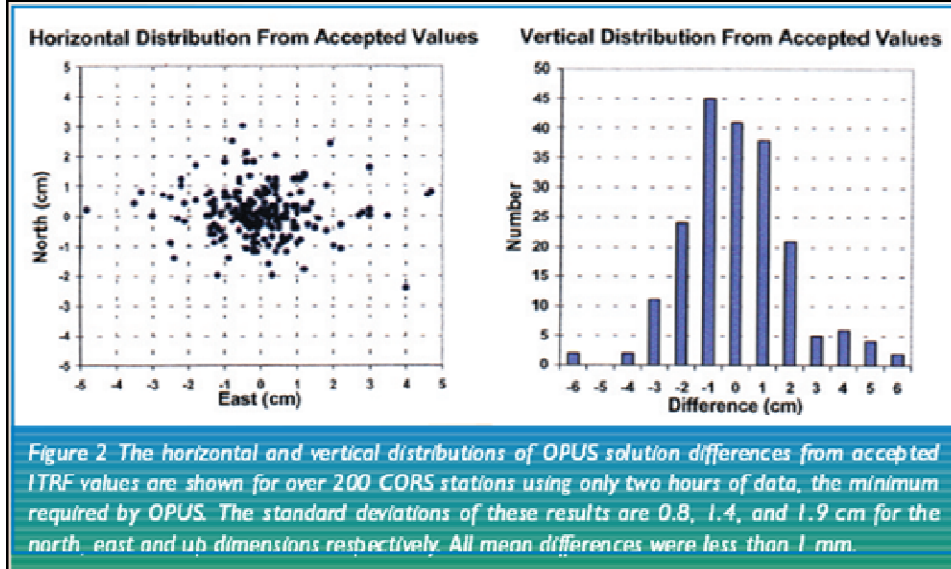 Horizontal Distribution From Accepted Values
5
4
3
2
1
0
-1
-2
-3
-4
-5
North (cm)
-5 -4 -3 -2 -1 0 1 2 3 4 5
East (cm)
Vertical Distribution From Accepted Values
50
45
40
35
30
25
20
15
10
5
0
Number
-6 -5 -4 -3 -2 -1 0 1 2 3 4 5 6
Difference (cm)
Figure 2 The horizontal and vertical distributions of OPUS solution differences from accepted
ITRF values are shown for over 200 CORS stations using only two hours of data, the minimum
required by OPUS. The standard deviations of these results are 0.8, 1.4, and 1.9 cm for the
north, east and up dimensions respectively. All mean differences were less than 1 mm.